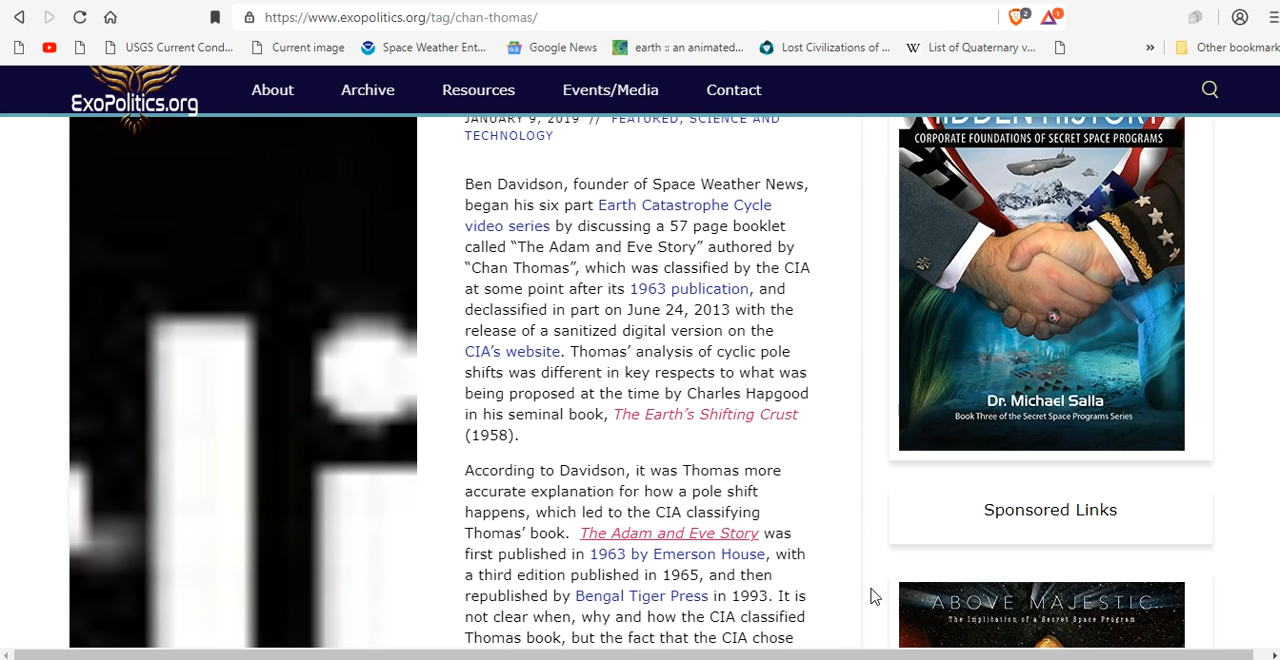 https://www.exopolitics.org/tag/chan-thomas/
2
1
USGS Current Cond...
Current image
Space Weather Ent...
Google News
earth :: an animated...
Lost Civilizations of ...
W
List of Quaternary v...
»
Other bookmark
ExoPolitics.org
About
Archive
Resources
Events/Media
Contact
JANUARY 9, 2019 // FEATURED, SCIENCE AND
TECHNOLOGY
Ben Davidson, founder of Space Weather News,
began his six part Earth Catastrophe Cycle
video series by discussing a 57 page booklet
called “The Adam and Eve Story” authored by
“Chan Thomas”, which was classified by the CIA
at some point after its 1963 publication, and
declassified in part on June 24, 2013 with the
release of a sanitized digital version on the
CIA’s website. Thomas’ analysis of cyclic pole
shifts was different in key respects to what was
being proposed at the time by Charles Hapgood
in his seminal book, The Earth’s Shifting Crust
(1958).
According to Davidson, it was Thomas more
accurate explanation for how a pole shift
happens, which led to the CIA classifying
Thomas’ book. The Adam and Eve Story was
first published in 1963 by Emerson House, with
a third edition published in 1965, and then
republished by Bengal Tiger Press in 1993. It is
not clear when, why and how the CIA classified
Thomas book, but the fact that the CIA chose
HIDDEN HISTORY
CORPORATE FOUNDATIONS OF SECRET SPACE PROGRAMS
Dr. Michael Salla
Book Three of the Secret Space Programs Series
Sponsored Links
ABOVE MAJESTIC
The Implication of a Secret Space Program